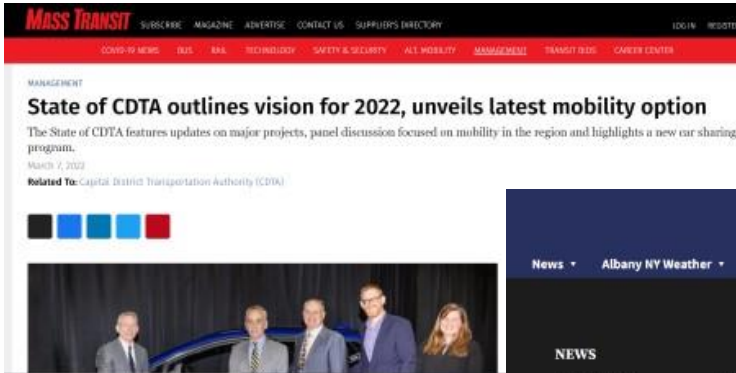 MASS TRANSIT SUBSCRIBE MAGAZINE ADVERTISE CONTACT US SUPPLIER'S DIRECTORY LOG IN REGISTER
COVID-19 NEWS BUS RAIL TECHNOLOGY SAFETY & SECURITY ALT. MOBILITY MANAGEMENT TRANSIT BIDS CAREER CENTER
MANAGEMENT
State of CDTA outlines vision for 2022, unveils latest mobility option
The State of CDTA features updates on major projects, panel discussion focused on mobility in the region and highlights a new car sharing
program.
March 7, 2022
Related To: Capital District Transportation Authority (CDTA)
News Albany NY Weather
NEWS